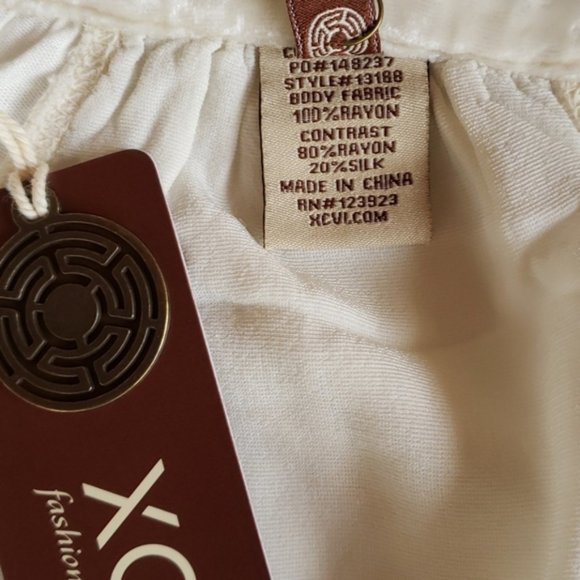 PO#148237
STYLE#13188
BODY FABRIC
100%RAYON
CONTRAST
80%RAYON
20%SILK
MADE IN CHINA
RN#123923
XCVI.COM
XC
fashion